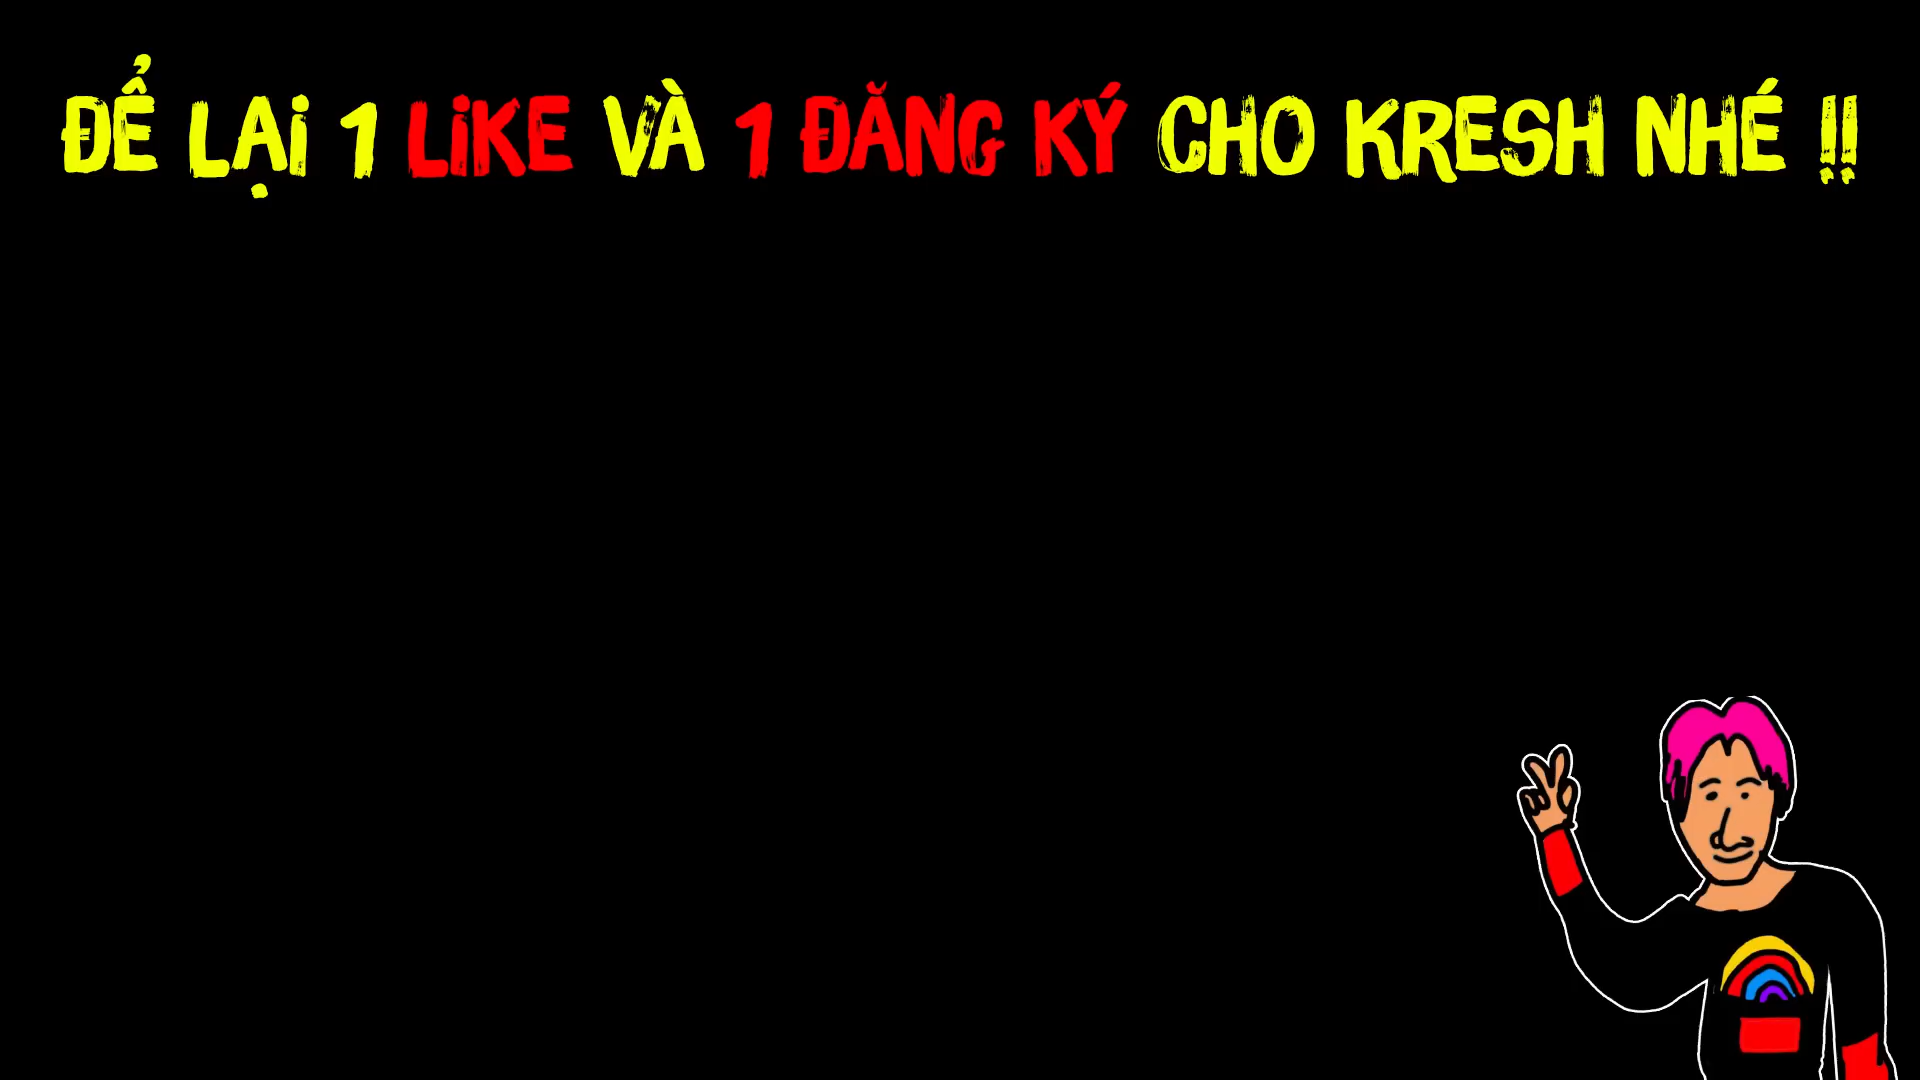 ĐỂ LẠI 1 LIKE VÀ 1 ĐĂNG KÝ CHO KRESH NHÉ !!